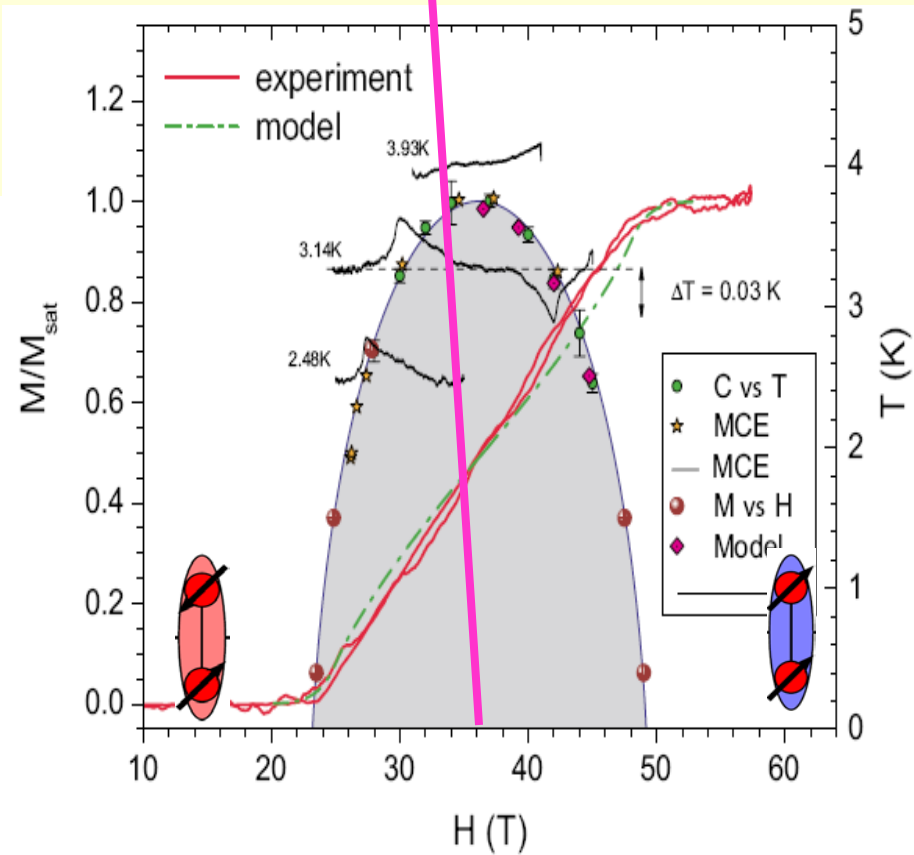 experiment
model
3.93K
3.14K
2.48K
ΔT = 0.03 K
C vs T
MCE
MCE
M vs H
Model
M/M_sat
1.2
1.0
0.8
0.6
0.4
0.2
0.0
5
4
3
2
1
0
T (K)
10 20 30 40 50 60
H (T)